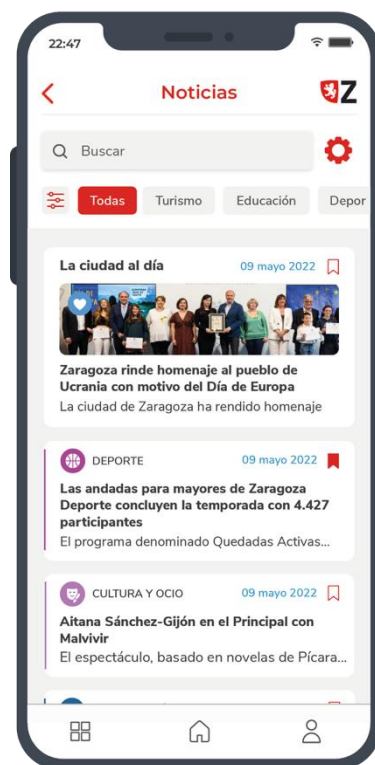 22:47
Noticias
Z
Buscar
Todas Turismo Educación Depor
La ciudad al día 09 mayo 2022
Zaragoza rinde homenaje al pueblo de
Ucrania con motivo del Día de Europa
La ciudad de Zaragoza ha rendido homenaje
DEPORTE 09 mayo 2022
Las andadas para mayores de Zaragoza
Deporte concluyen la temporada con 4.427
participantes
El programa denominado Quedadas Activas...
CULTURA Y OCIO 09 mayo 2022
Aitana Sánchez-Gijón en el Principal con
Malvivir
El espectáculo, basado en novelas de Pícara...